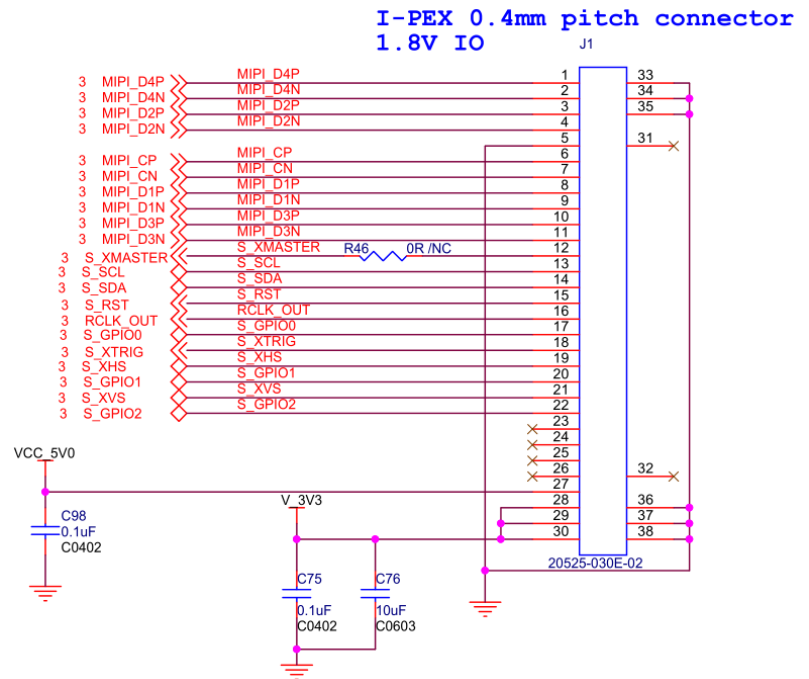 I-PEX 0.4mm pitch connector
1.8V IO
J1
3 MIPI_D4P MIPI_D4P 1 33
3 MIPI_D4N MIPI_D4N 2 34
3 MIPI_D2P MIPI_D2P 3 35
3 MIPI_D2N MIPI_D2N 4
5 31
3 MIPI_CP MIPI_CP 6
3 MIPI_CN MIPI_CN 7
3 MIPI_D1P MIPI_D1P 8
3 MIPI_D1N MIPI_D1N 9
3 MIPI_D3P MIPI_D3P 10
3 MIPI_D3N MIPI_D3N 11
3 S_XMASTER S_XMASTER R46 0R /NC 12
3 S_SCL S_SCL 13
3 S_SDA S_SDA 14
3 S_RST S_RST 15
3 RCLK_OUT RCLK_OUT 16
3 S_GPIO0 S_GPIO0 17
3 S_XTRIG S_XTRIG 18
3 S_XHS S_XHS 19
3 S_GPIO1 S_GPIO1 20
3 S_XVS S_XVS 21
3 S_GPIO2 S_GPIO2 22
23
24
25
26 32
VCC_5V0 27
V_3V3 28 36
C98 29 37
0.1uF 30 38
C0402
20525-030E-02
C75 C76
0.1uF 10uF
C0402 C0603